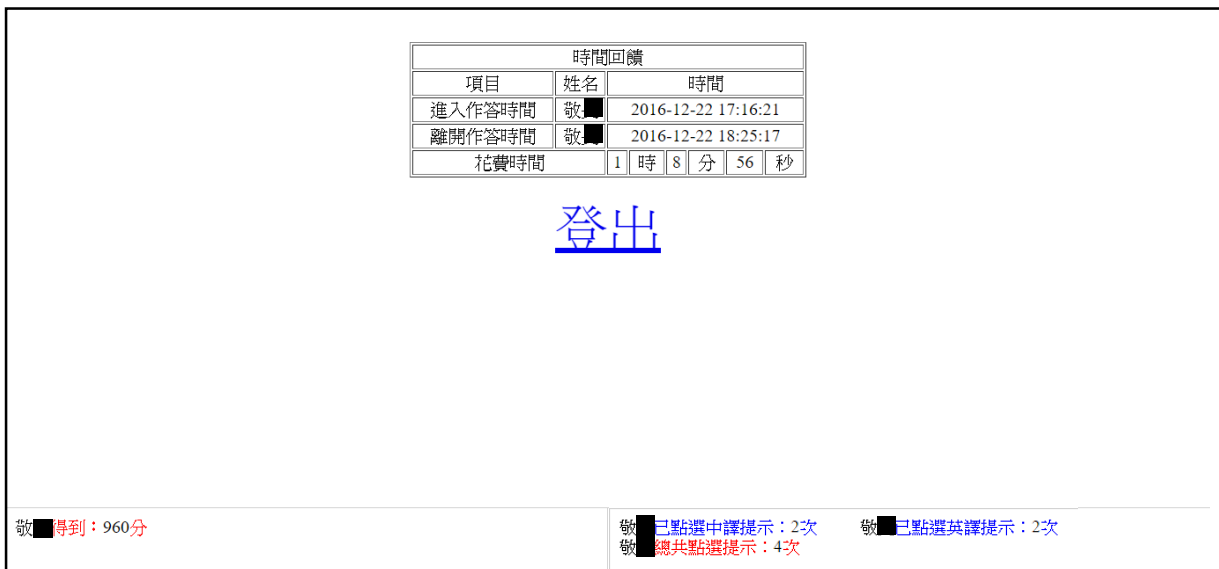 時間回饋
項目 姓名 時間
進入作答時間 敬 2016-12-22 17:16:21
離開作答時間 敬 2016-12-22 18:25:17
花費時間 1 時 8 分 56 秒
登出
敬 得到：960分
敬 已點選中譯提示：2次 敬 已點選英譯提示：2次
敬 總共點選提示：4次